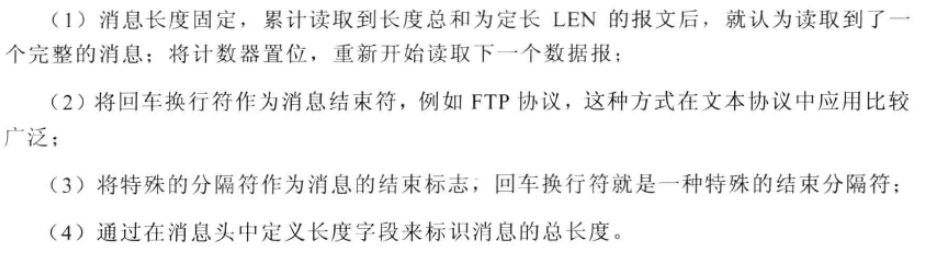 （1）消息长度固定，累计读取到长度总和为定长 LEN 的报文后，就认为读取到了一
个完整的消息；将计数器置位，重新开始读取下一个数据报；
（2）将回车换行符作为消息结束符，例如 FTP 协议，这种方式在文本协议中应用比较
广泛；
（3）将特殊的分隔符作为消息的结束标志，回车换行符就是一种特殊的结束分隔符；
（4）通过在消息头中定义长度字段来标识消息的总长度。